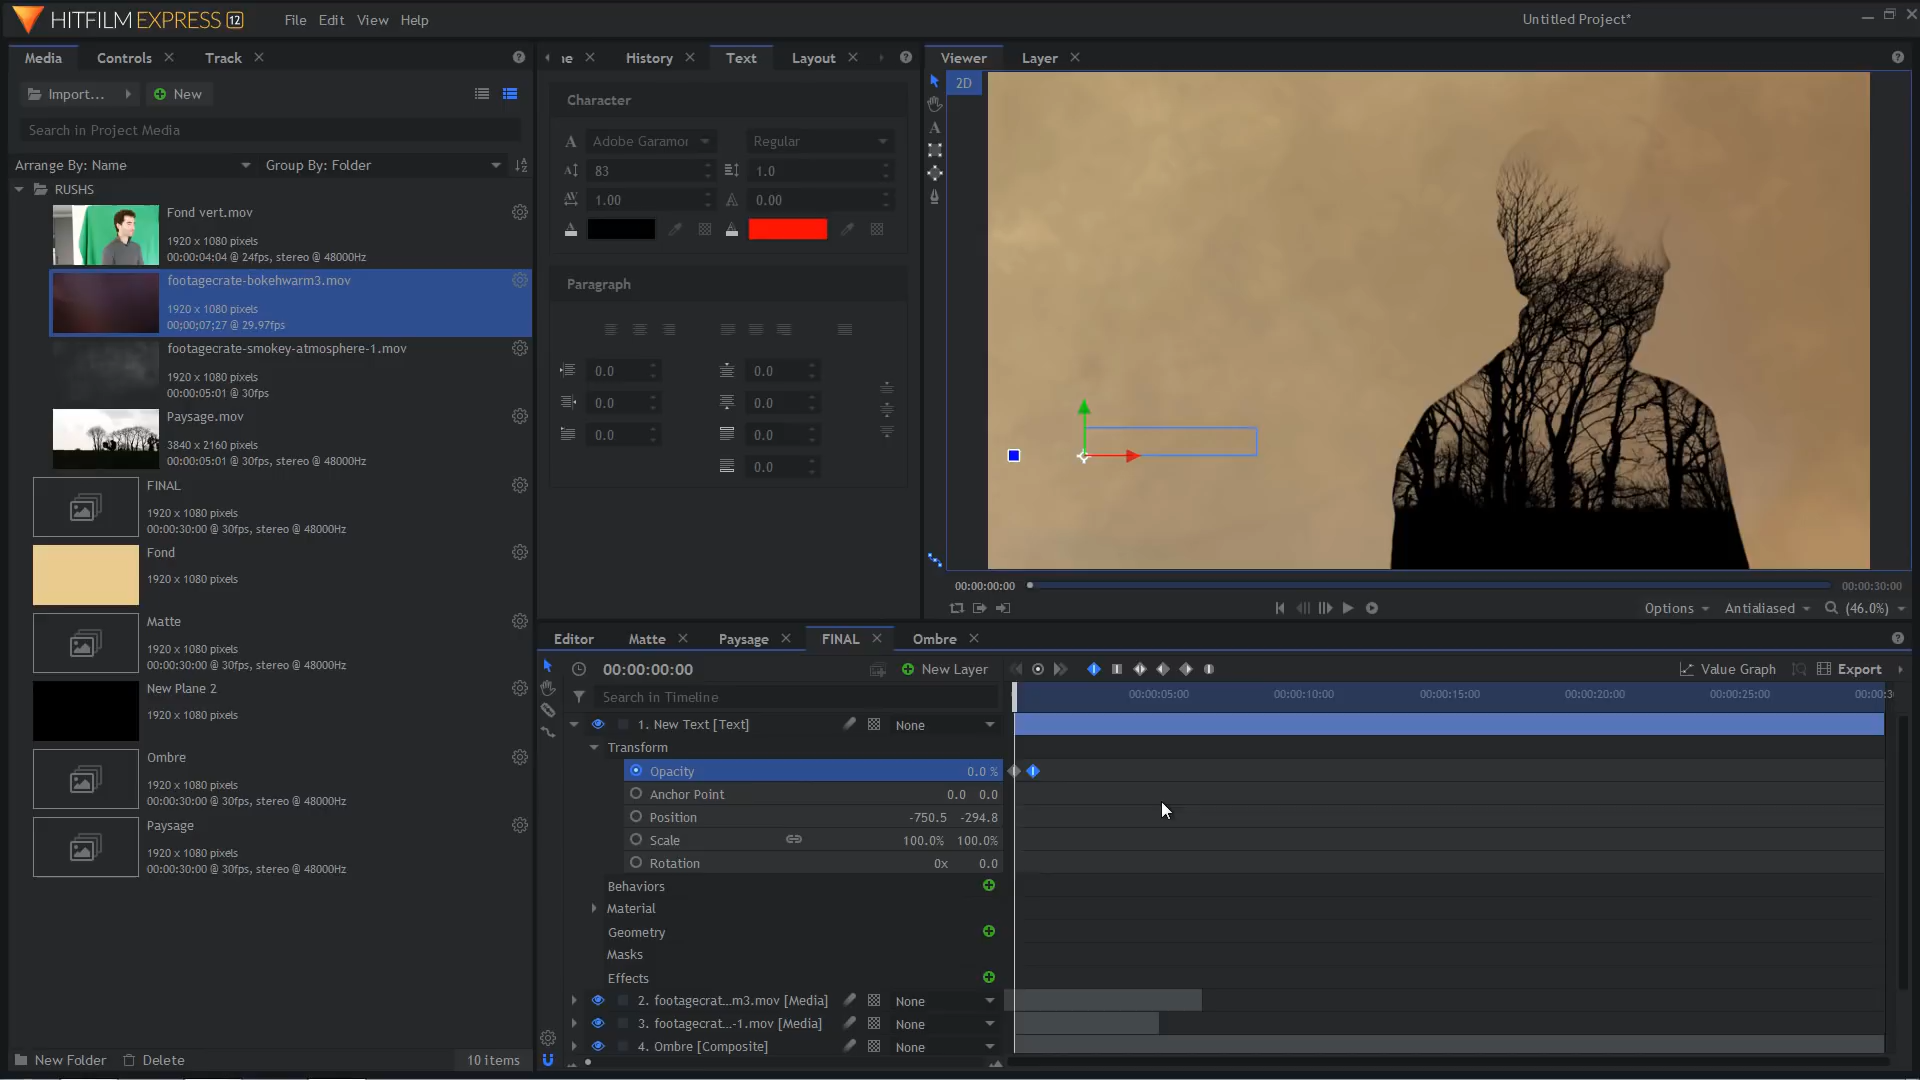 HITFILM EXPRESS 12
File Edit View Help
Untitled Project*
Media Controls Track
ne History Text Layout
Viewer Layer
Import... New
Search in Project Media
Arrange By: Name Group By: Folder
RUSHS
Fond vert.mov
1920 x 1080 pixels
00:00:04:04 @ 24fps, stereo @ 48000Hz
footagecrate-bokehwarm3.mov
1920 x 1080 pixels
00;00;07;27 @ 29.97fps
footagecrate-smokey-atmosphere-1.mov
1920 x 1080 pixels
00:00:05:01 @ 30fps
Paysage.mov
3840 x 2160 pixels
00:00:05:01 @ 30fps, stereo @ 48000Hz
FINAL
1920 x 1080 pixels
00:00:30:00 @ 30fps, stereo @ 48000Hz
Fond
1920 x 1080 pixels
Matte
1920 x 1080 pixels
00:00:30:00 @ 30fps, stereo @ 48000Hz
New Plane 2
1920 x 1080 pixels
Ombre
1920 x 1080 pixels
00:00:30:00 @ 30fps, stereo @ 48000Hz
Paysage
1920 x 1080 pixels
00:00:30:00 @ 30fps, stereo @ 48000Hz
New Folder Delete 10 items
Character
Adobe Garamor Regular
83 1.0
1.00 0.00
Paragraph
0.0 0.0
0.0 0.0
0.0 0.0
0.0
2D
00:00:00:00 00:00:30:00
Options Antialiased (46.0%)
Editor Matte Paysage FINAL Ombre
00:00:00:00 New Layer Value Graph Export
Search in Timeline
00:00:05:00 00:00:10:00 00:00:15:00 00:00:20:00 00:00:25:00 00:00:3
1. New Text [Text] None
Transform
Opacity 0.0 %
Anchor Point 0.0 0.0
Position -750.5 -294.8
Scale 100.0% 100.0%
Rotation 0x 0.0
Behaviors
Material
Geometry
Masks
Effects
2. footagecrat...m3.mov [Media] None
3. footagecrat...-1.mov [Media] None
4. Ombre [Composite] None